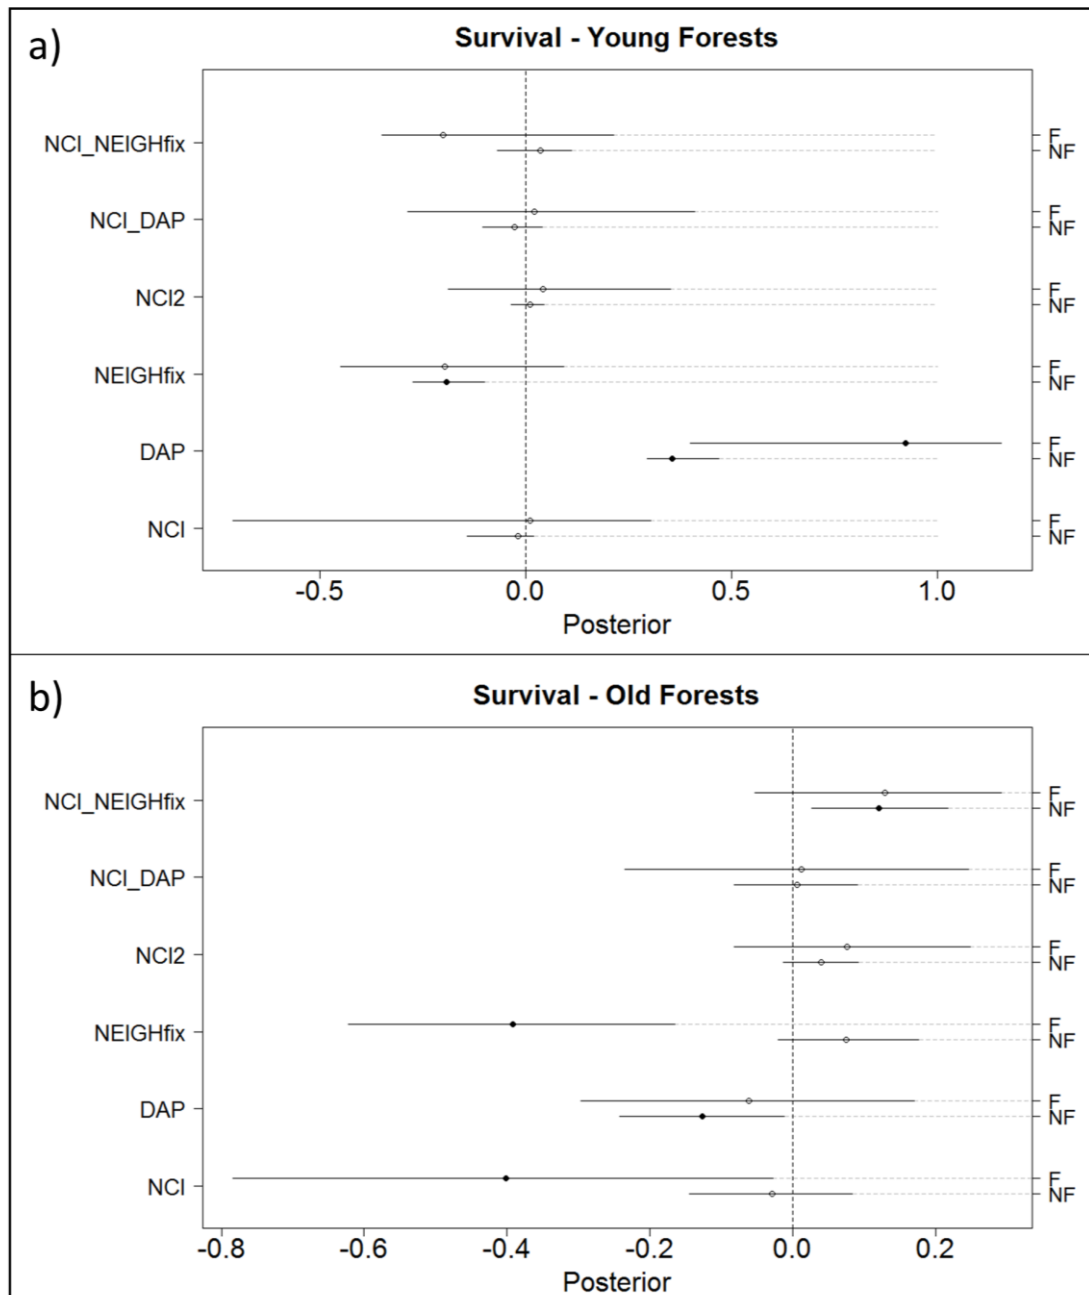 a)
Survival - Young Forests
NCI_NEIGHfix
F
NF
NCI_DAP
F
NF
NCI2
F
NF
NEIGHfix
F
NF
DAP
F
NF
NCI
F
NF
-0.5 0.0 0.5 1.0
Posterior
b)
Survival - Old Forests
NCI_NEIGHfix
F
NF
NCI_DAP
F
NF
NCI2
F
NF
NEIGHfix
F
NF
DAP
F
NF
NCI
F
NF
-0.8 -0.6 -0.4 -0.2 0.0 0.2
Posterior